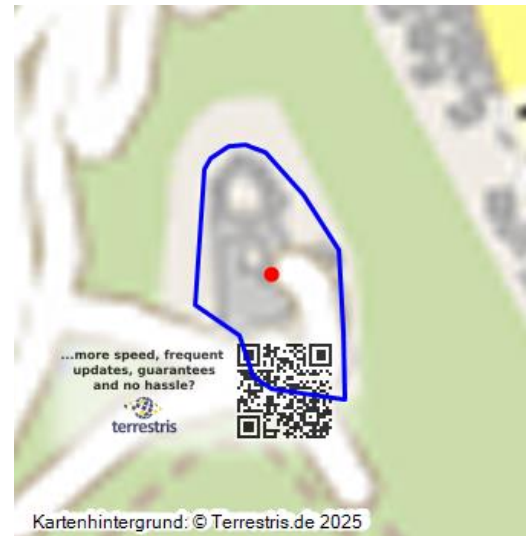 ...more speed, frequent
updates, guarantees
and no hassle?
terrestris
Kartenhintergrund: © Terrestris.de 2025